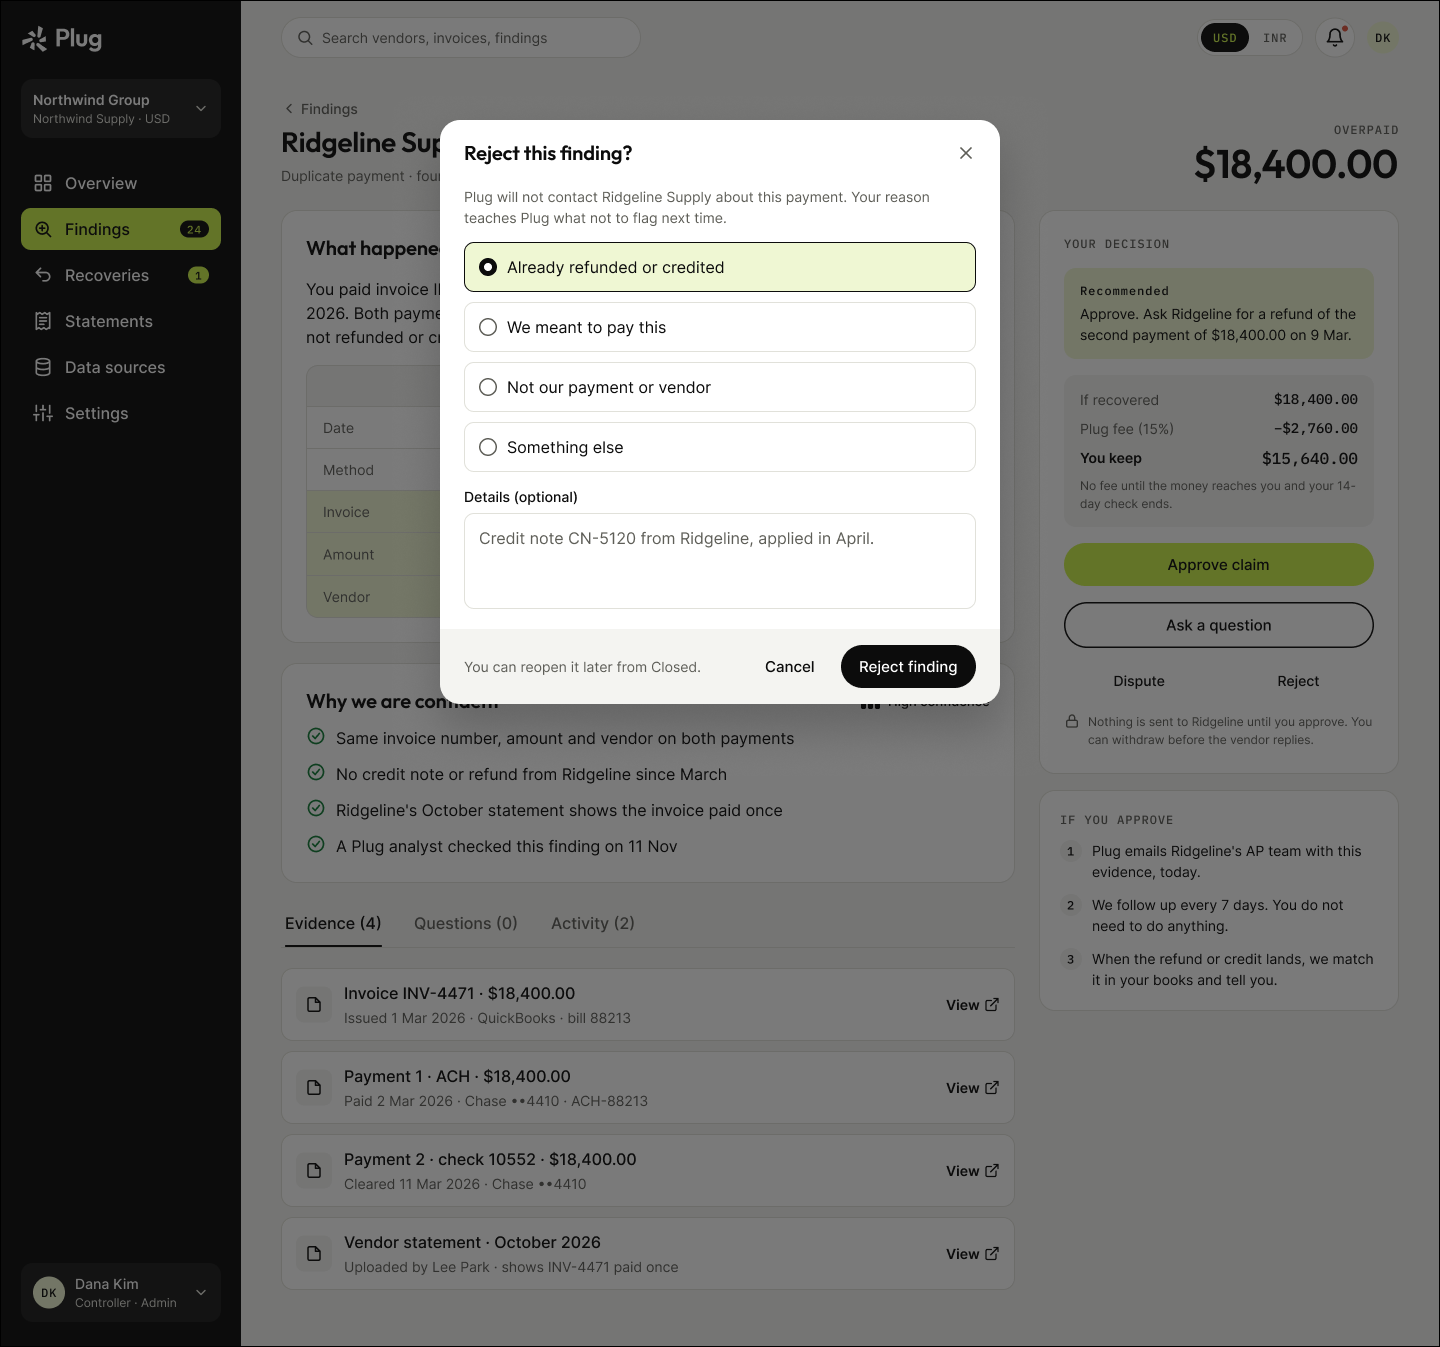 Plug
Northwind Group
Northwind Supply · USD
Overview
Findings 24
Recoveries 1
Statements
Data sources
Settings
Dana Kim
DK
Controller · Admin
Search vendors, invoices, findings
USD INR
DK
Findings
Ridgeline
Duplicate payment ·
OVERPAID
$18,400.00
What
You paid invoice
2026. Both
not refunded or
Date
Method
Invoice
Amount
Vendor
Reject this finding?
Plug will not contact Ridgeline Supply about this payment. Your reason
teaches Plug what not to flag next time.
Already refunded or credited
We meant to pay this
Not our payment or vendor
Something else
Details (optional)
Credit note CN-5120 from Ridgeline, applied in April.
You can reopen it later from Closed.
Cancel
Reject finding
Why we are confident
High confidence
Same invoice number, amount and vendor on both payments
No credit note or refund from Ridgeline since March
Ridgeline's October statement shows the invoice paid once
A Plug analyst checked this finding on 11 Nov
Evidence (4) Questions (0) Activity (2)
Invoice INV-4471 · $18,400.00
Issued 1 Mar 2026 · QuickBooks · bill 88213
View
Payment 1 · ACH · $18,400.00
Paid 2 Mar 2026 · Chase ••4410 · ACH-88213
View
Payment 2 · check 10552 · $18,400.00
Cleared 11 Mar 2026 · Chase ••4410
View
Vendor statement · October 2026
Uploaded by Lee Park · shows INV-4471 paid once
View
YOUR DECISION
Recommended
Approve. Ask Ridgeline for a refund of the
second payment of $18,400.00 on 9 Mar.
If recovered $18,400.00
Plug fee (15%) −$2,760.00
You keep $15,640.00
No fee until the money reaches you and your 14-
day check ends.
Approve claim
Ask a question
Dispute Reject
Nothing is sent to Ridgeline until you approve. You
can withdraw before the vendor replies.
IF YOU APPROVE
1 Plug emails Ridgeline's AP team with this
evidence, today.
2 We follow up every 7 days. You do not
need to do anything.
3 When the refund or credit lands, we match
it in your books and tell you.